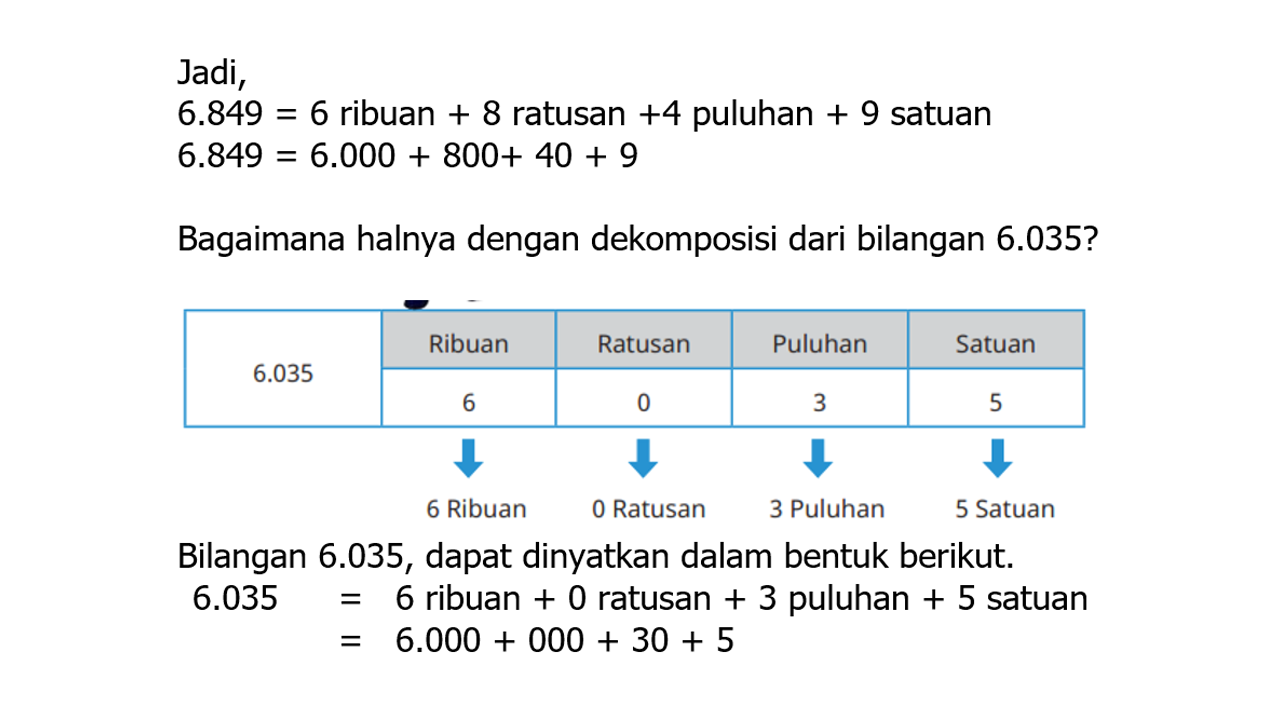 Jadi,
6.849 = 6 ribuan + 8 ratusan +4 puluhan + 9 satuan
6.849 = 6.000 + 800+ 40 + 9
Bagaimana halnya dengan dekomposisi dari bilangan 6.035?
6.035 Ribuan Ratusan Puluhan Satuan
6 0 3 5
6 Ribuan 0 Ratusan 3 Puluhan 5 Satuan
Bilangan 6.035, dapat dinyatkan dalam bentuk berikut.
6.035 = 6 ribuan + 0 ratusan + 3 puluhan + 5 satuan
= 6.000 + 000 + 30 + 5